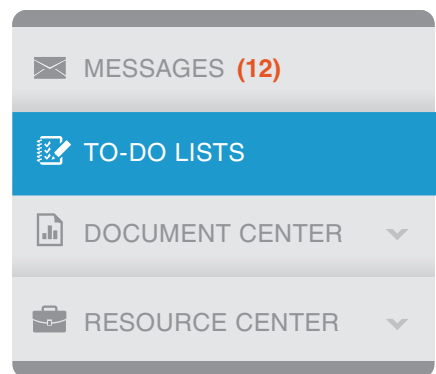 MESSAGES (12)
TO-DO LISTS
DOCUMENT CENTER
RESOURCE CENTER